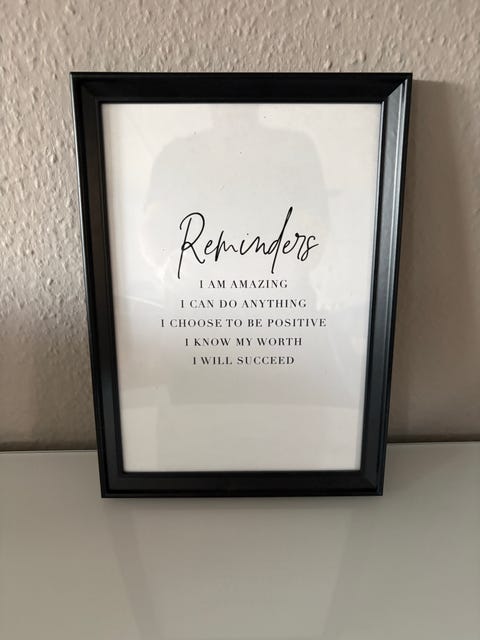 Reminders
I AM AMAZING
I CAN DO ANYTHING
I CHOOSE TO BE POSITIVE
I KNOW MY WORTH
I WILL SUCCEED